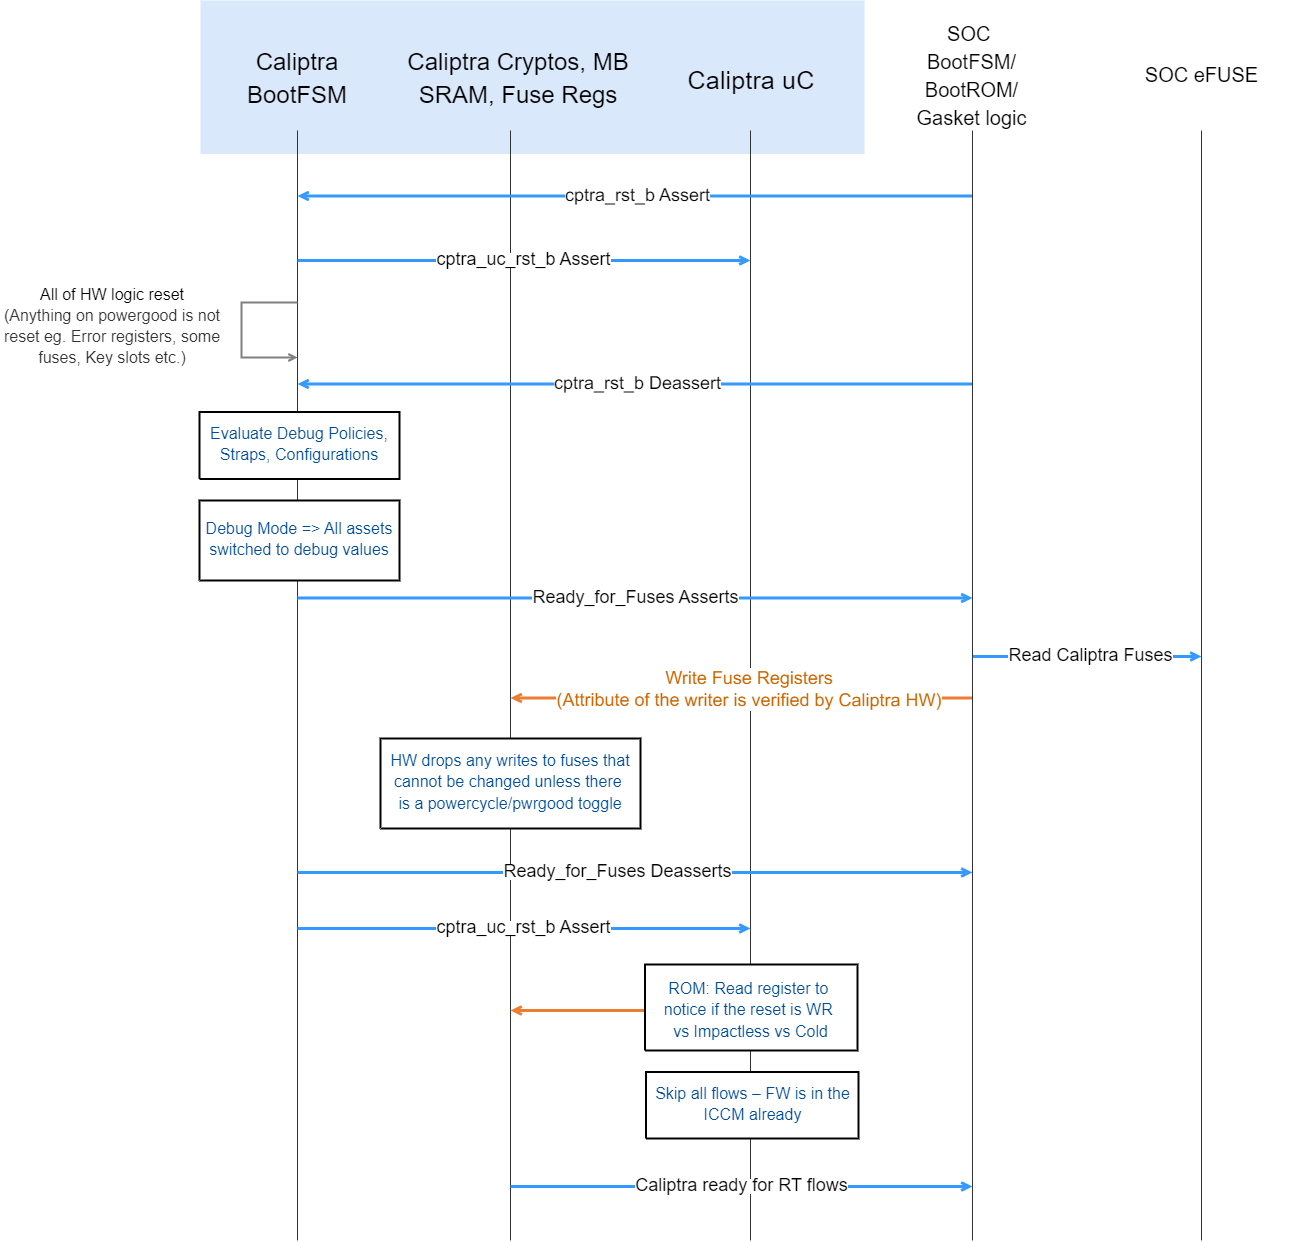 Caliptra
BootFSM
Caliptra Cryptos, MB
SRAM, Fuse Regs
Caliptra uC
SOC
BootFSM/
BootROM/
Gasket logic
SOC eFUSE
cptra_rst_b Assert
cptra_uc_rst_b Assert
All of HW logic reset
(Anything on powergood is not
reset eg. Error registers, some
fuses, Key slots etc.)
cptra_rst_b Deassert
Evaluate Debug Policies,
Straps, Configurations
Debug Mode => All assets
switched to debug values
Ready_for_Fuses Asserts
Read Caliptra Fuses
Write Fuse Registers
(Attribute of the writer is verified by Caliptra HW)
HW drops any writes to fuses that
cannot be changed unless there
is a powercycle/pwrgood toggle
Ready_for_Fuses Deasserts
cptra_uc_rst_b Assert
ROM: Read register to
notice if the reset is WR
vs Impactless vs Cold
Skip all flows – FW is in the
ICCM already
Caliptra ready for RT flows